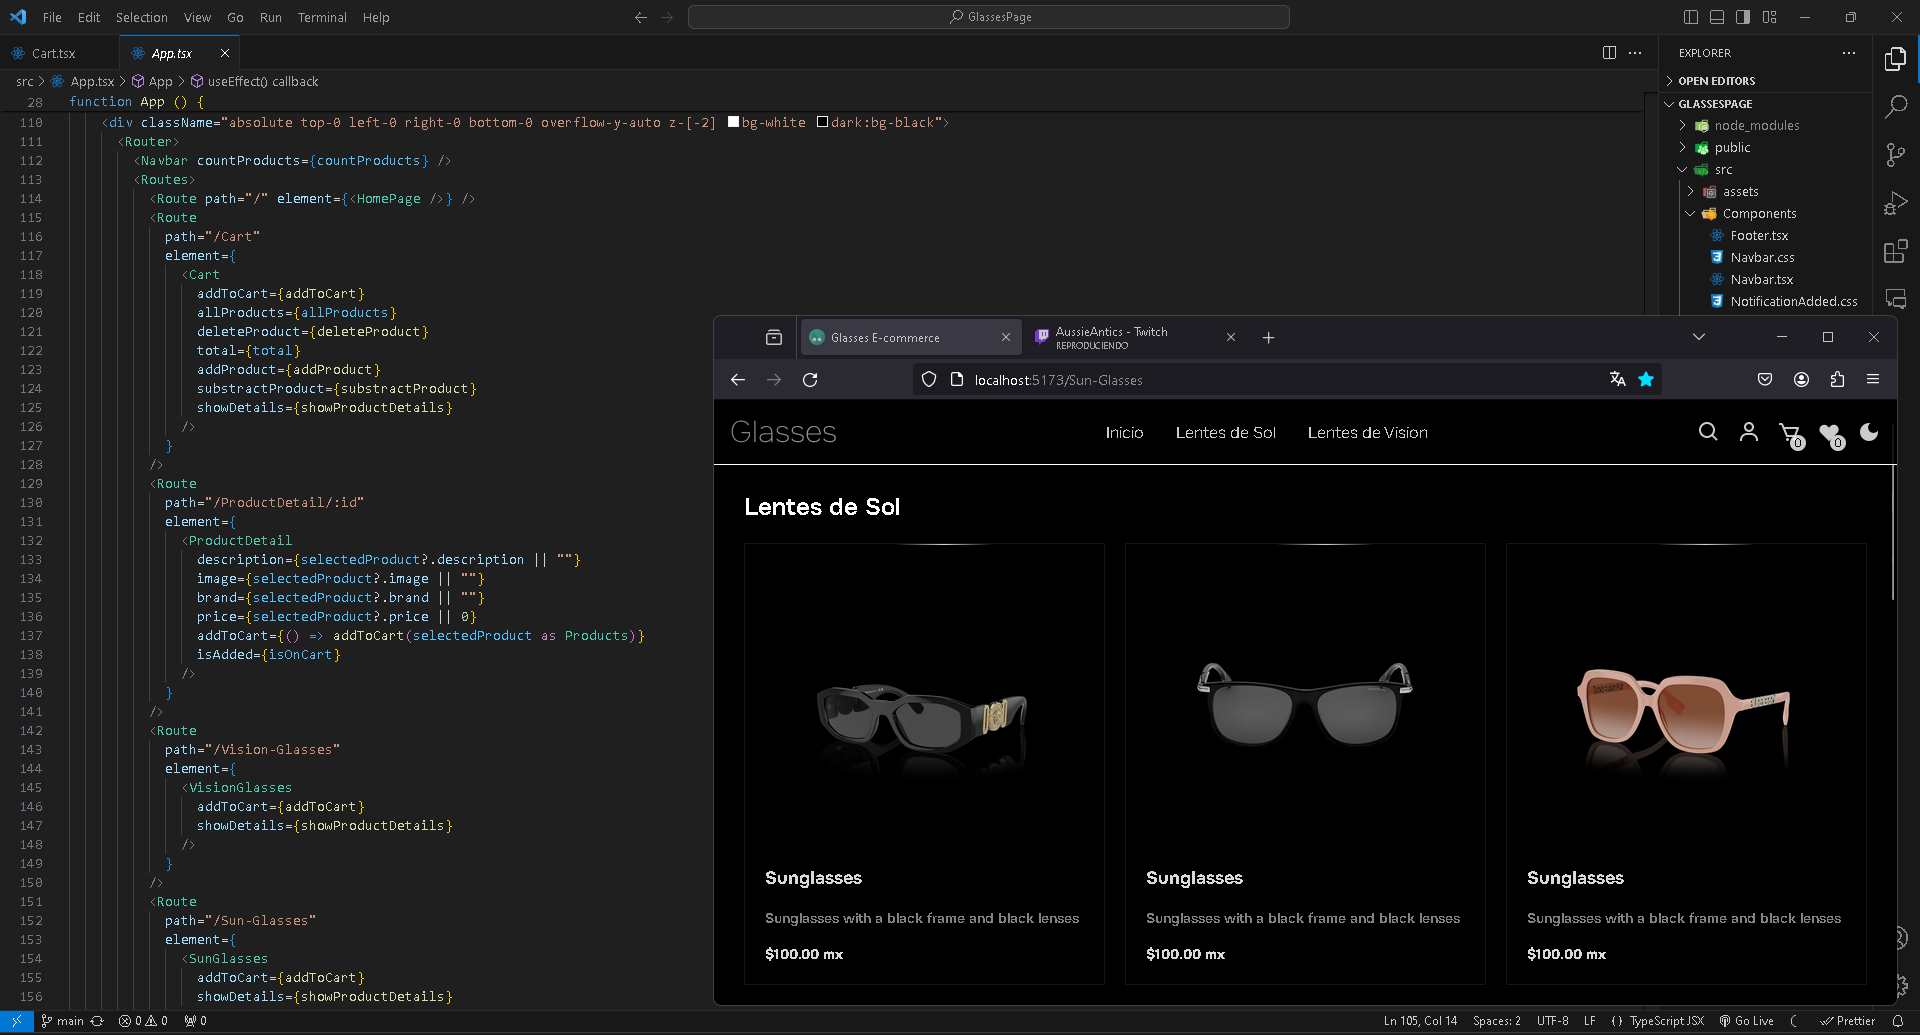 File Edit Selection View Go Run Terminal Help
GlassesPage
Cart.tsx
App.tsx
src > App.tsx > App > useEffect() callback
28 function App () {
110 <div className="absolute top-0 left-0 right-0 bottom-0 overflow-y-auto z-[-2] bg-white dark:bg-black">
111 <Router>
112 <Navbar countProducts={countProducts} />
113 <Routes>
114 <Route path="/" element={<HomePage />} />
115 <Route
116 path="/Cart"
117 element={
118 <Cart
119 addToCart={addToCart}
120 allProducts={allProducts}
121 deleteProduct={deleteProduct}
122 total={total}
123 addProduct={addProduct}
124 substractProduct={substractProduct}
125 showDetails={showProductDetails}
126 />
127 }
128 />
129 <Route
130 path="/ProductDetail/:id"
131 element={
132 <ProductDetail
133 description={selectedProduct?.description || ""}
134 image={selectedProduct?.image || ""}
135 brand={selectedProduct?.brand || ""}
136 price={selectedProduct?.price || 0}
137 addToCart={() => addToCart(selectedProduct as Products)}
138 isAdded={isOnCart}
139 />
140 }
141 />
142 <Route
143 path="/Vision-Glasses"
144 element={
145 <VisionGlasses
146 addToCart={addToCart}
147 showDetails={showProductDetails}
148 />
149 }
150 />
151 <Route
152 path="/Sun-Glasses"
153 element={
154 <SunGlasses
155 addToCart={addToCart}
156 showDetails={showProductDetails}
EXPLORER
OPEN EDITORS
GLASSESPAGE
node_modules
public
src
assets
Components
Footer.tsx
Navbar.css
Navbar.tsx
NotificationAdded.css
Glasses E-commerce
AussieAntics - Twitch
REPRODUCIENDO
localhost:5173/Sun-Glasses
Glasses
Inicio
Lentes de Sol
Lentes de Vision
0
0
Lentes de Sol
Sunglasses
Sunglasses with a black frame and black lenses
$100.00 mx
Sunglasses
Sunglasses with a black frame and black lenses
$100.00 mx
Sunglasses
Sunglasses with a black frame and black lenses
$100.00 mx
main
0 0
0
Ln 105, Col 14
Spaces: 2
UTF-8
LF
{ } TypeScript JSX
Go Live
Prettier